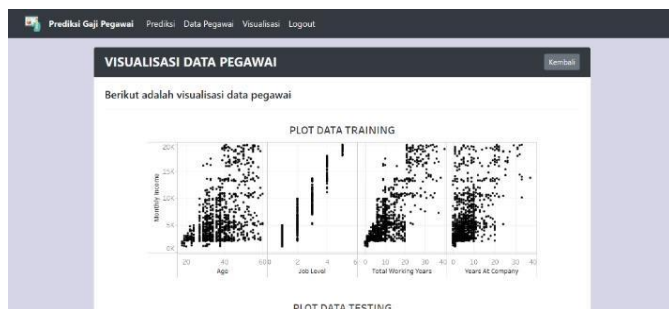 Prediksi Gaji Pegawai Prediksi Data Pegawai Visualisasi Logout
VISUALISASI DATA PEGAWAI Kembali
Berikut adalah visualisasi data pegawai
PLOT DATA TRAINING
20K
15K
10K
5K
0K
Monthly Income
20 40 60 0 2 4 6 0 10 20 30 40 0 10 20 30 40
Age Job Level Total Working Years Years At Company
PLOT DATA TESTING